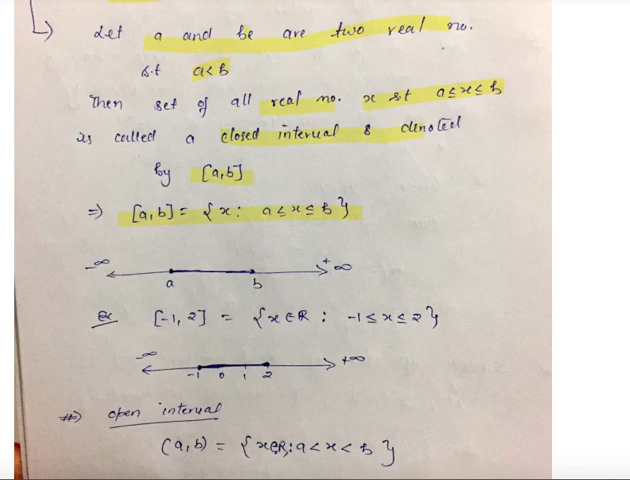 Let a and be are two real no.
s.t a<b
Then set of all real no. x st a≤x≤b
is called a closed interval & denoted
by [a,b]
⇒ [a,b] = {x: a≤x≤b}
-∞ +∞
a b
ex [-1, 2] = {x∈R : -1≤x≤2}
-∞ +∞
-1 0 1 2
#⇒) open interval
(a,b) = {x∈R: a<x<b}